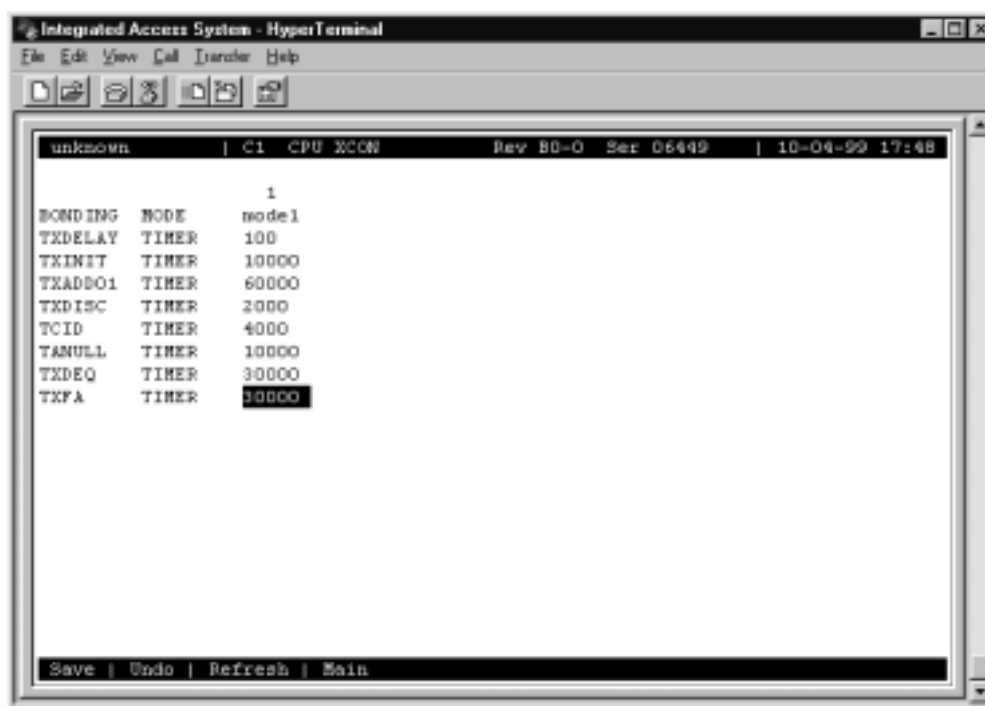 Integrated Access System - HyperTerminal
File Edit View Call Transfer Help
unknown | C1 CPU XCON Rev B0-0 Ser 06449 | 10-04-99 17:48
1
BONDING MODE mode1
TXDELAY TIMER 100
TXINIT TIMER 10000
TXADD01 TIMER 60000
TXDISC TIMER 2000
TCID TIMER 4000
TANULL TIMER 10000
TXDEQ TIMER 30000
TXFA TIMER 30000
Save | Undo | Refresh | Main